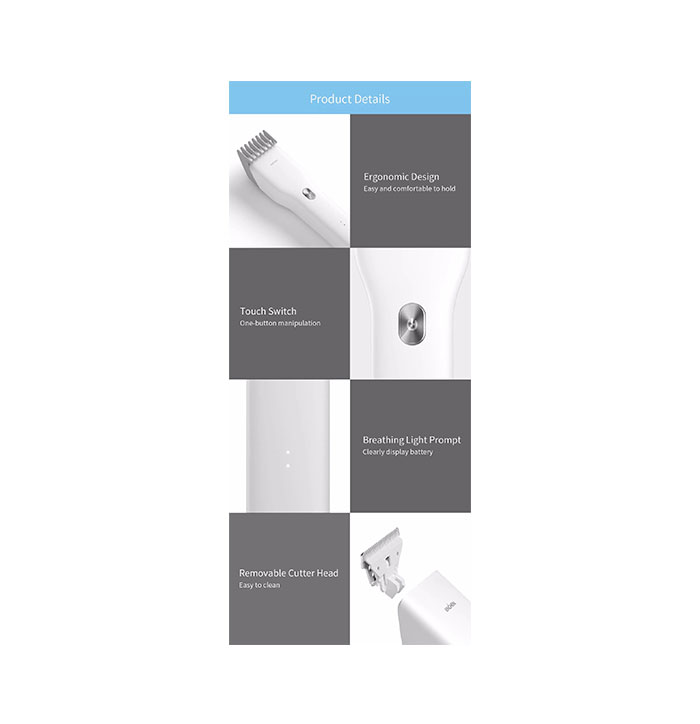 Product Details
Ergonomic Design
Easy and comfortable to hold
Touch Switch
One-button manipulation
Breathing Light Prompt
Clearly display battery
Removable Cutter Head
Easy to clean